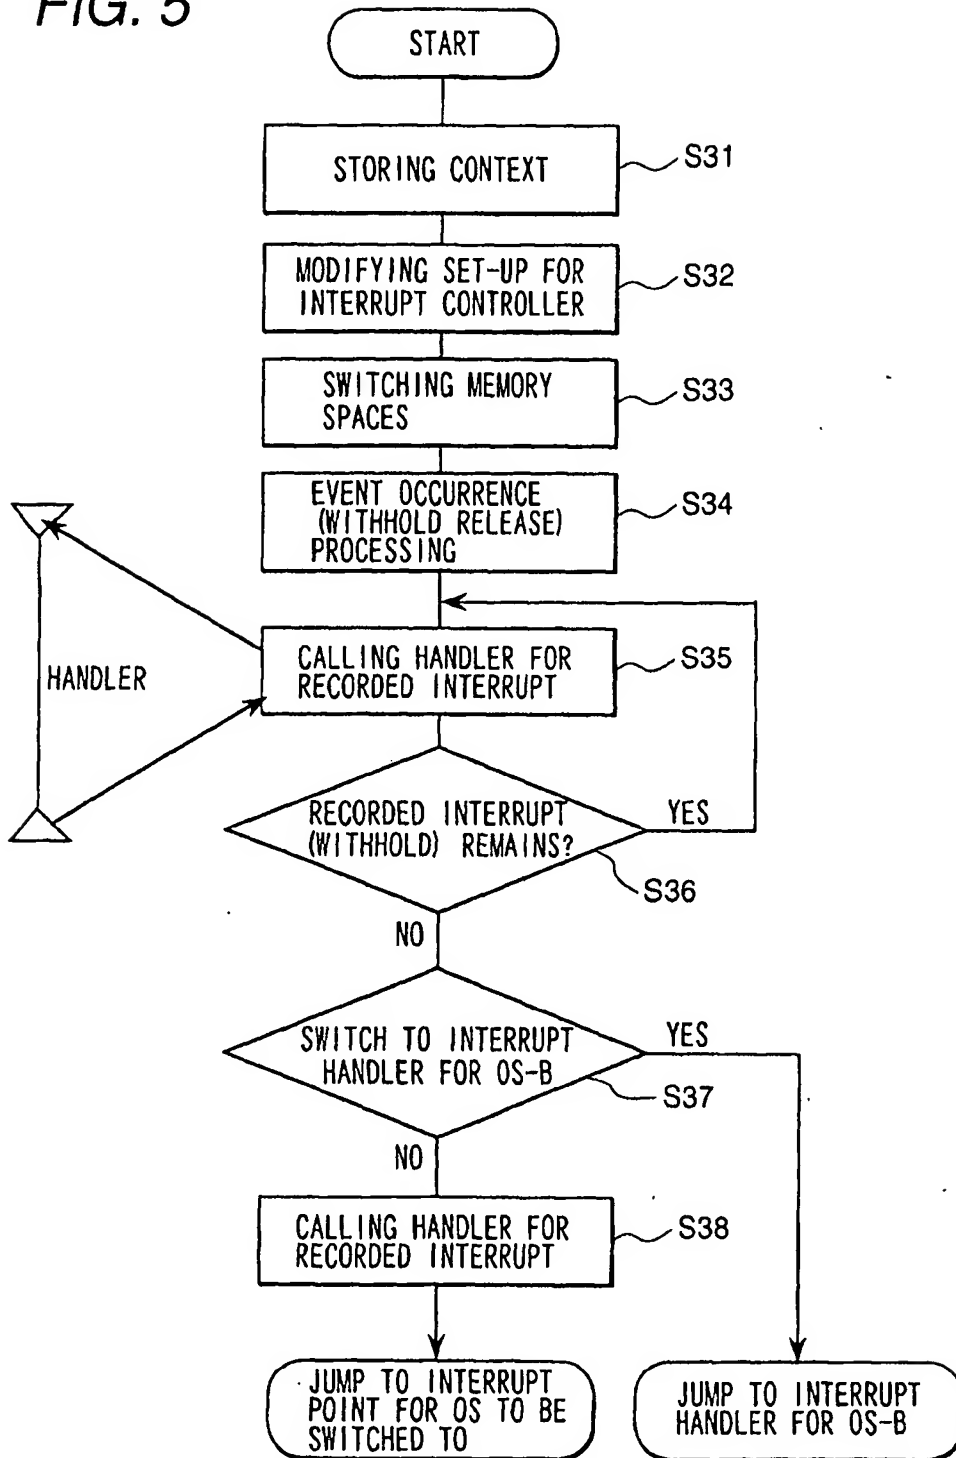 FIG. 5
START
STORING CONTEXT
S31
MODIFYING SET-UP FOR
INTERRUPT CONTROLLER
S32
SWITCHING MEMORY
SPACES
S33
EVENT OCCURRENCE
(WITHHOLD RELEASE)
PROCESSING
S34
HANDLER
CALLING HANDLER FOR
RECORDED INTERRUPT
S35
RECORDED INTERRUPT
(WITHHOLD) REMAINS?
YES
S36
NO
SWITCH TO INTERRUPT
HANDLER FOR OS-B
YES
S37
NO
CALLING HANDLER FOR
RECORDED INTERRUPT
S38
JUMP TO INTERRUPT
POINT FOR OS TO BE
SWITCHED TO
JUMP TO INTERRUPT
HANDLER FOR OS-B